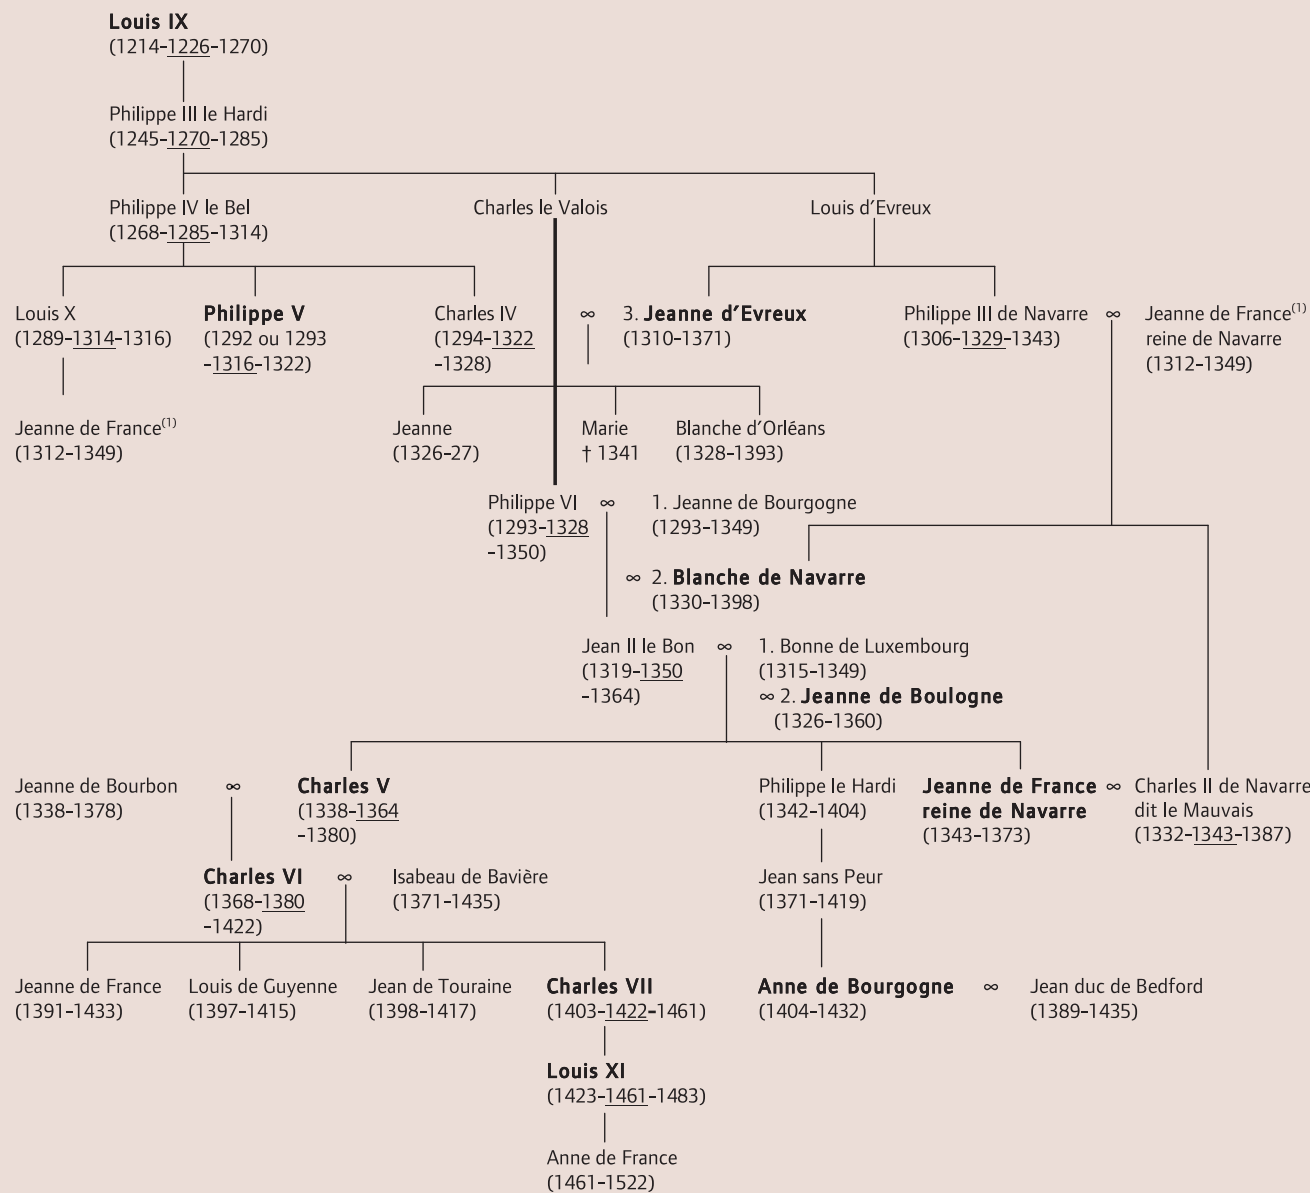 Louis IX
(1214-1226-1270)
Philippe III le Hardi
(1245-1270-1285)
Philippe IV le Bel
(1268-1285-1314)
Charles le Valois
Louis d'Evreux
Louis X
(1289-1314-1316)
Philippe V
(1292 ou 1293
-1316-1322)
Charles IV
(1294-1322
-1328)
∞
3. Jeanne d'Evreux
(1310-1371)
Philippe III de Navarre
(1306-1329-1343)
∞
Jeanne de France(1)
reine de Navarre
(1312-1349)
Jeanne de France(1)
(1312-1349)
Jeanne
(1326-27)
Marie
† 1341
Blanche d'Orléans
(1328-1393)
Philippe VI
(1293-1328
-1350)
∞
1. Jeanne de Bourgogne
(1293-1349)
∞ 2. Blanche de Navarre
(1330-1398)
Jean II le Bon
(1319-1350
-1364)
∞
1. Bonne de Luxembourg
(1315-1349)
∞ 2. Jeanne de Boulogne
(1326-1360)
Jeanne de Bourbon
(1338-1378)
∞
Charles V
(1338-1364
-1380)
Philippe le Hardi
(1342-1404)
Jeanne de France
reine de Navarre
(1343-1373)
∞
Charles II de Navarre
dit le Mauvais
(1332-1343-1387)
Charles VI
(1368-1380
-1422)
∞
Isabeau de Bavière
(1371-1435)
Jean sans Peur
(1371-1419)
Jeanne de France
(1391-1433)
Louis de Guyenne
(1397-1415)
Jean de Touraine
(1398-1417)
Charles VII
(1403-1422-1461)
Anne de Bourgogne
(1404-1432)
∞
Jean duc de Bedford
(1389-1435)
Louis XI
(1423-1461-1483)
Anne de France
(1461-1522)